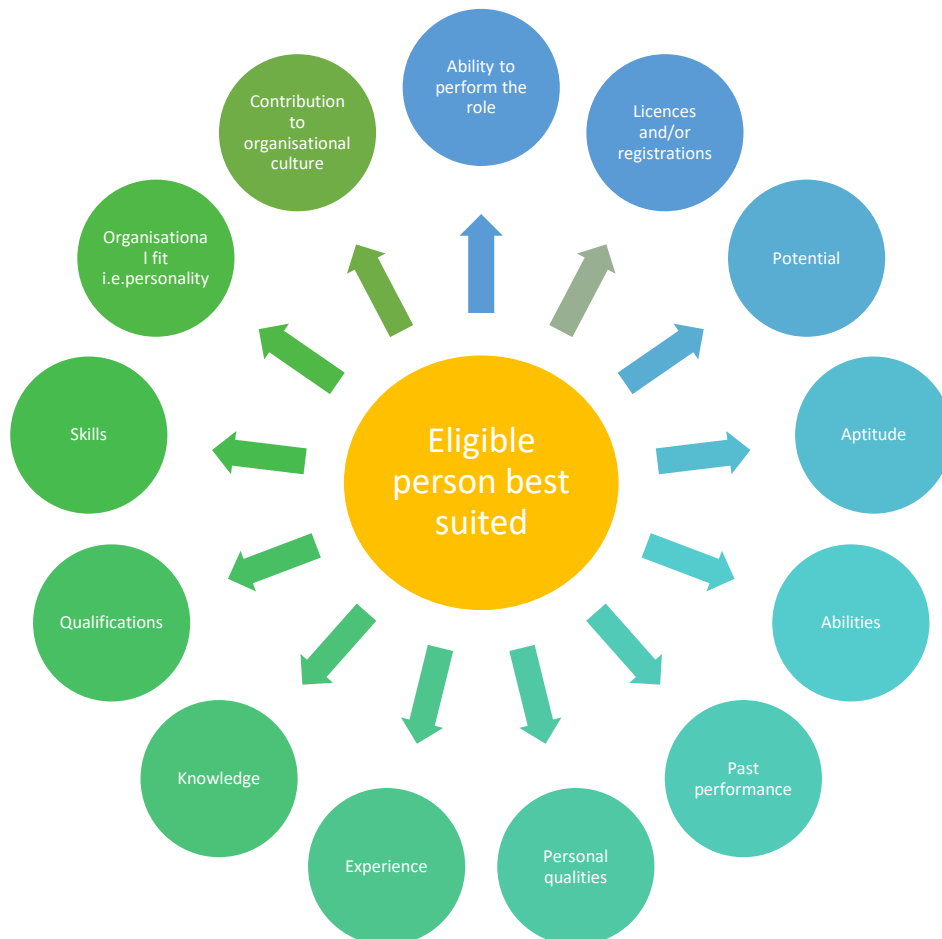 Ability to
perform the
role
Licences
and/or
registrations
Potential
Aptitude
Abilities
Past
performance
Personal
qualities
Experience
Knowledge
Qualifications
Skills
Organisationa
l fit
i.e.personality
Contribution
to
organisational
culture
Eligible
person best
suited